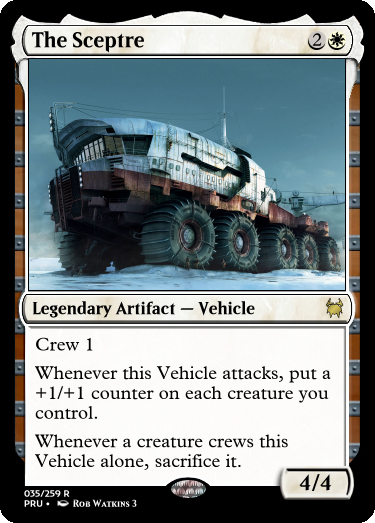 The Sceptre 2
Legendary Artifact — Vehicle
Crew 1
Whenever this Vehicle attacks, put a
+1/+1 counter on each creature you
control.
Whenever a creature crews this
Vehicle alone, sacrifice it.
4/4
035/259 R
PRU • Rob Watkins 3